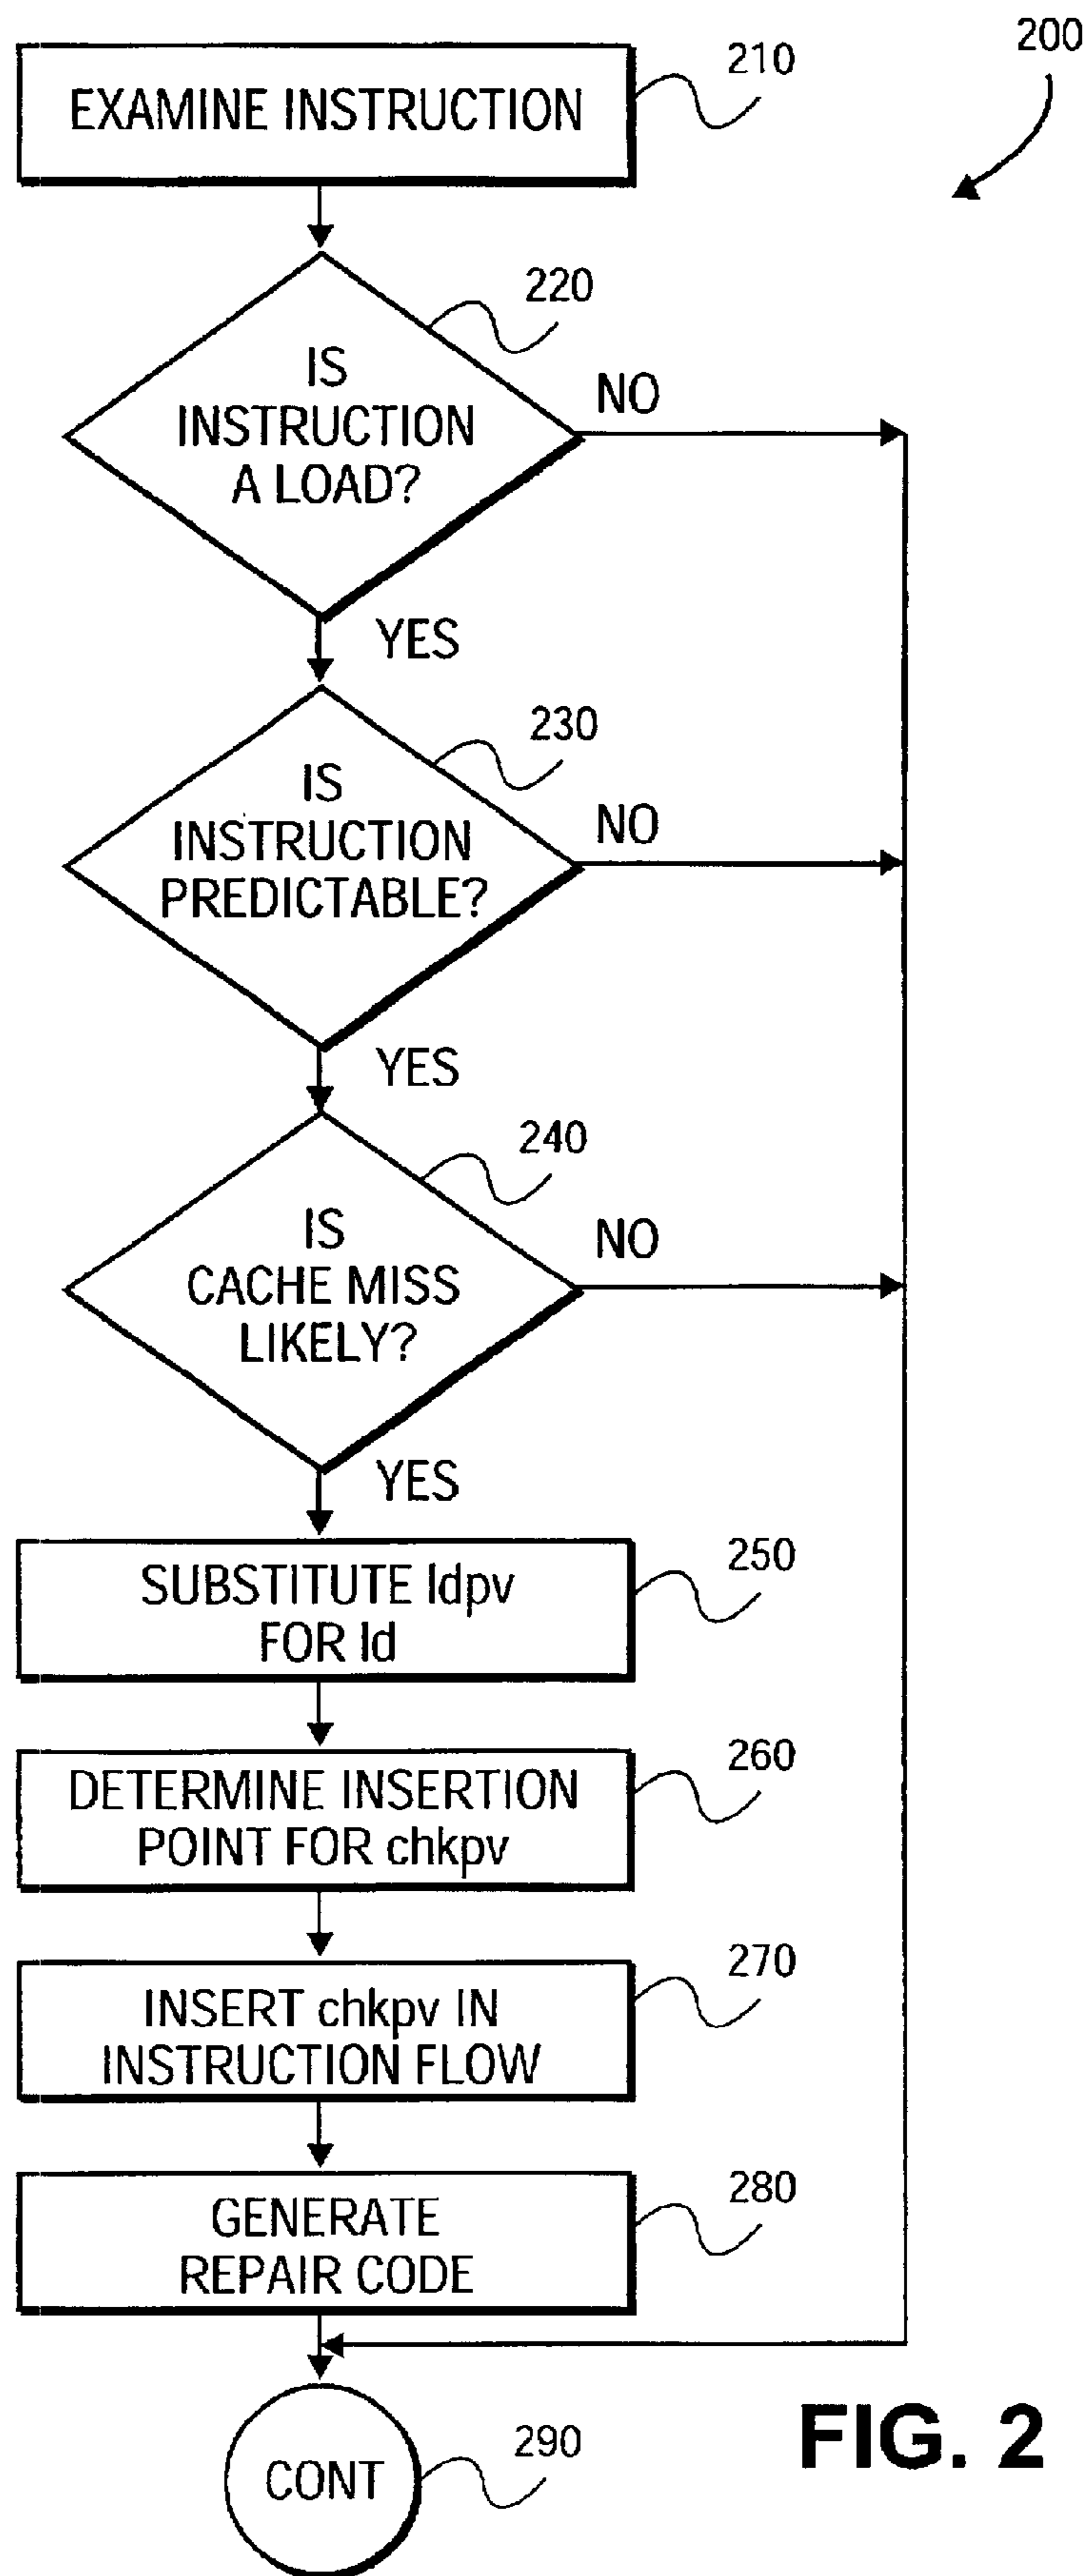 200
210
EXAMINE INSTRUCTION
220
IS
INSTRUCTION
A LOAD?
NO
YES
230
IS
INSTRUCTION
PREDICTABLE?
NO
YES
240
IS
CACHE MISS
LIKELY?
NO
YES
250
SUBSTITUTE ldpv
FOR ld
260
DETERMINE INSERTION
POINT FOR chkpv
270
INSERT chkpv IN
INSTRUCTION FLOW
280
GENERATE
REPAIR CODE
290
CONT
FIG. 2